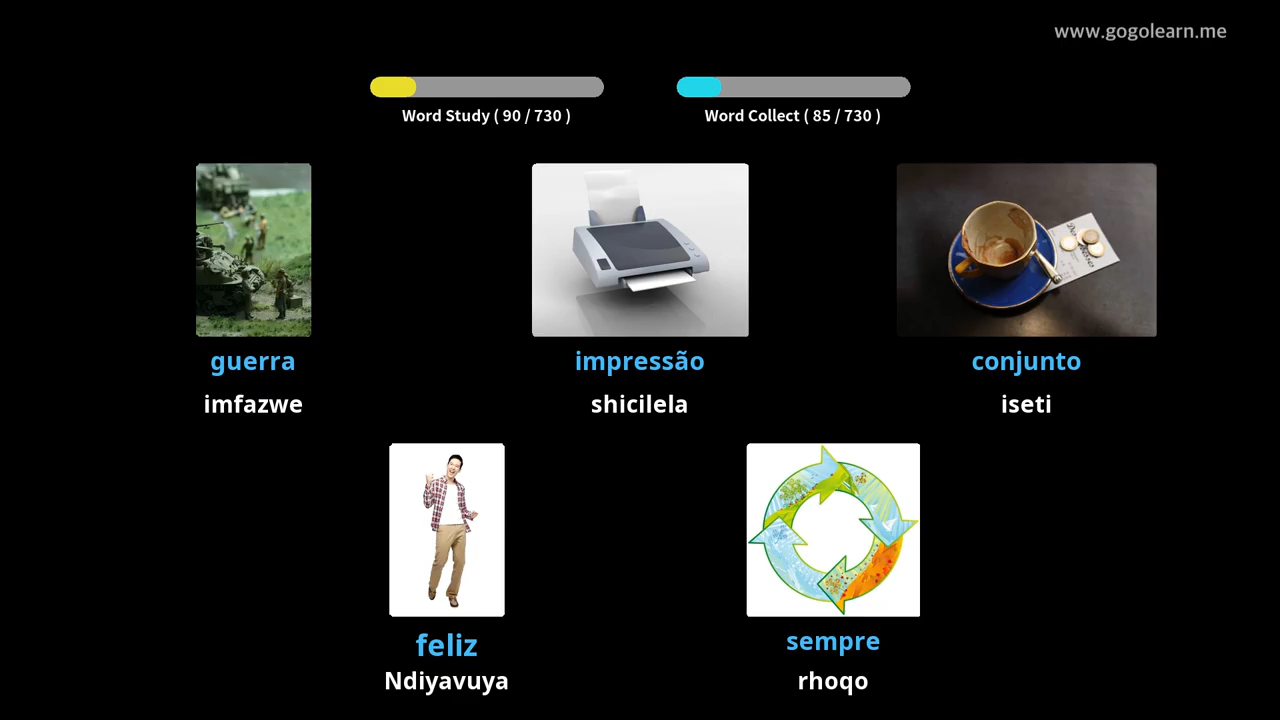 www.gogolearn.me
Word Study ( 90 / 730 )
Word Collect ( 85 / 730 )
guerra
imfazwe
impressão
shicilela
conjunto
iseti
feliz
Ndiyavuya
sempre
rhoqo